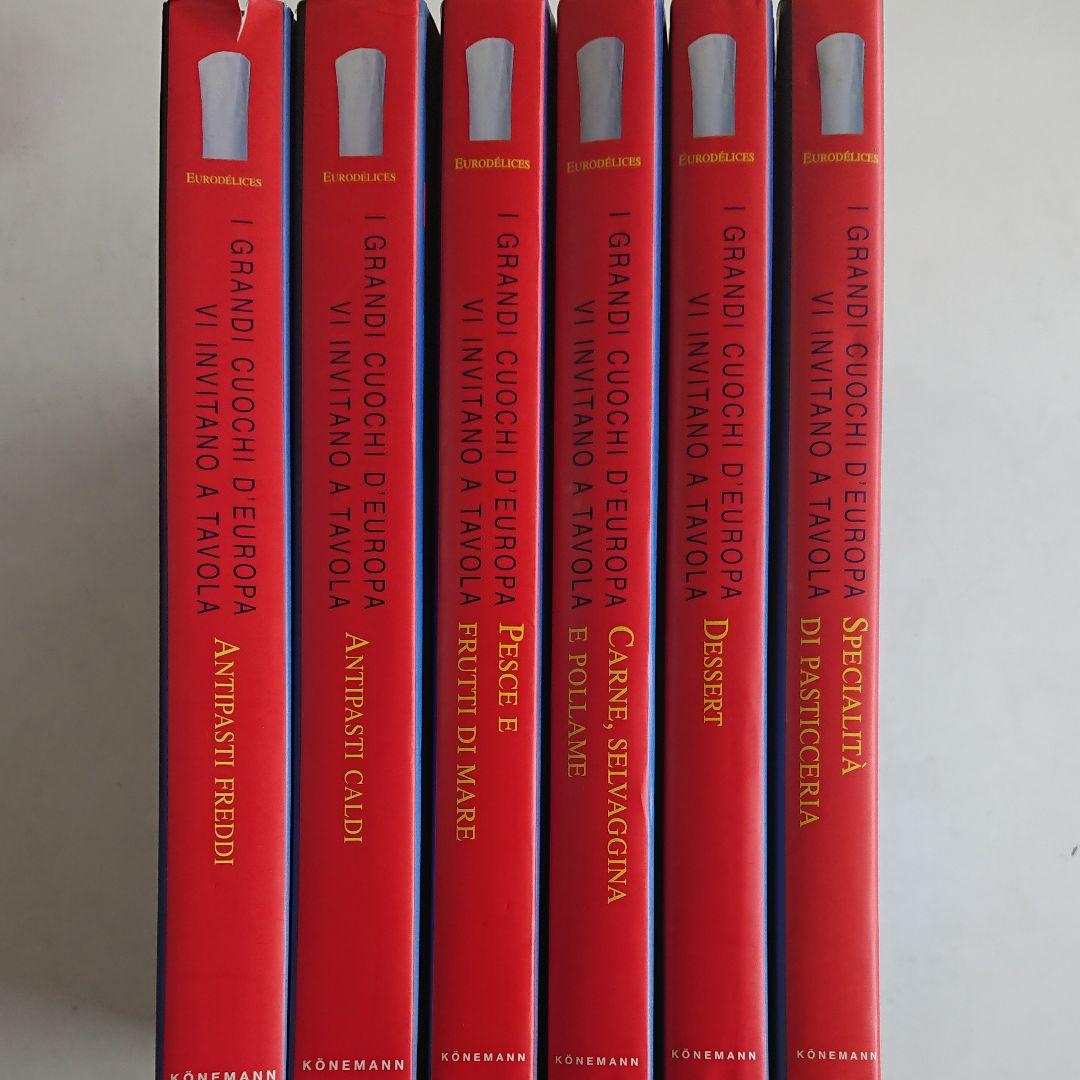 EURODÉLICES
I GRANDI CUOCHI D'EUROPA
VI INVITANO A TAVOLA
ANTIPASTI FREDDI
KÖNEMANN
EURODÉLICES
I GRANDI CUOCHI D'EUROPA
VI INVITANO A TAVOLA
ANTIPASTI CALDI
KÖNEMANN
EURODÉLICES
I GRANDI CUOCHI D'EUROPA
VI INVITANO A TAVOLA
PESCE E
FRUTTI DI MARE
KÖNEMANN
EURODÉLICES
I GRANDI CUOCHI D'EUROPA
VI INVITANO A TAVOLA
CARNE, SELVAGGINA
E POLLAME
KÖNEMANN
EURODÉLICES
I GRANDI CUOCHI D'EUROPA
VI INVITANO A TAVOLA
DESSERT
KÖNEMANN
EURODÉLICES
I GRANDI CUOCHI D'EUROPA
VI INVITANO A TAVOLA
SPECIALITÀ
DI PASTICCERIA
KÖNEMANN